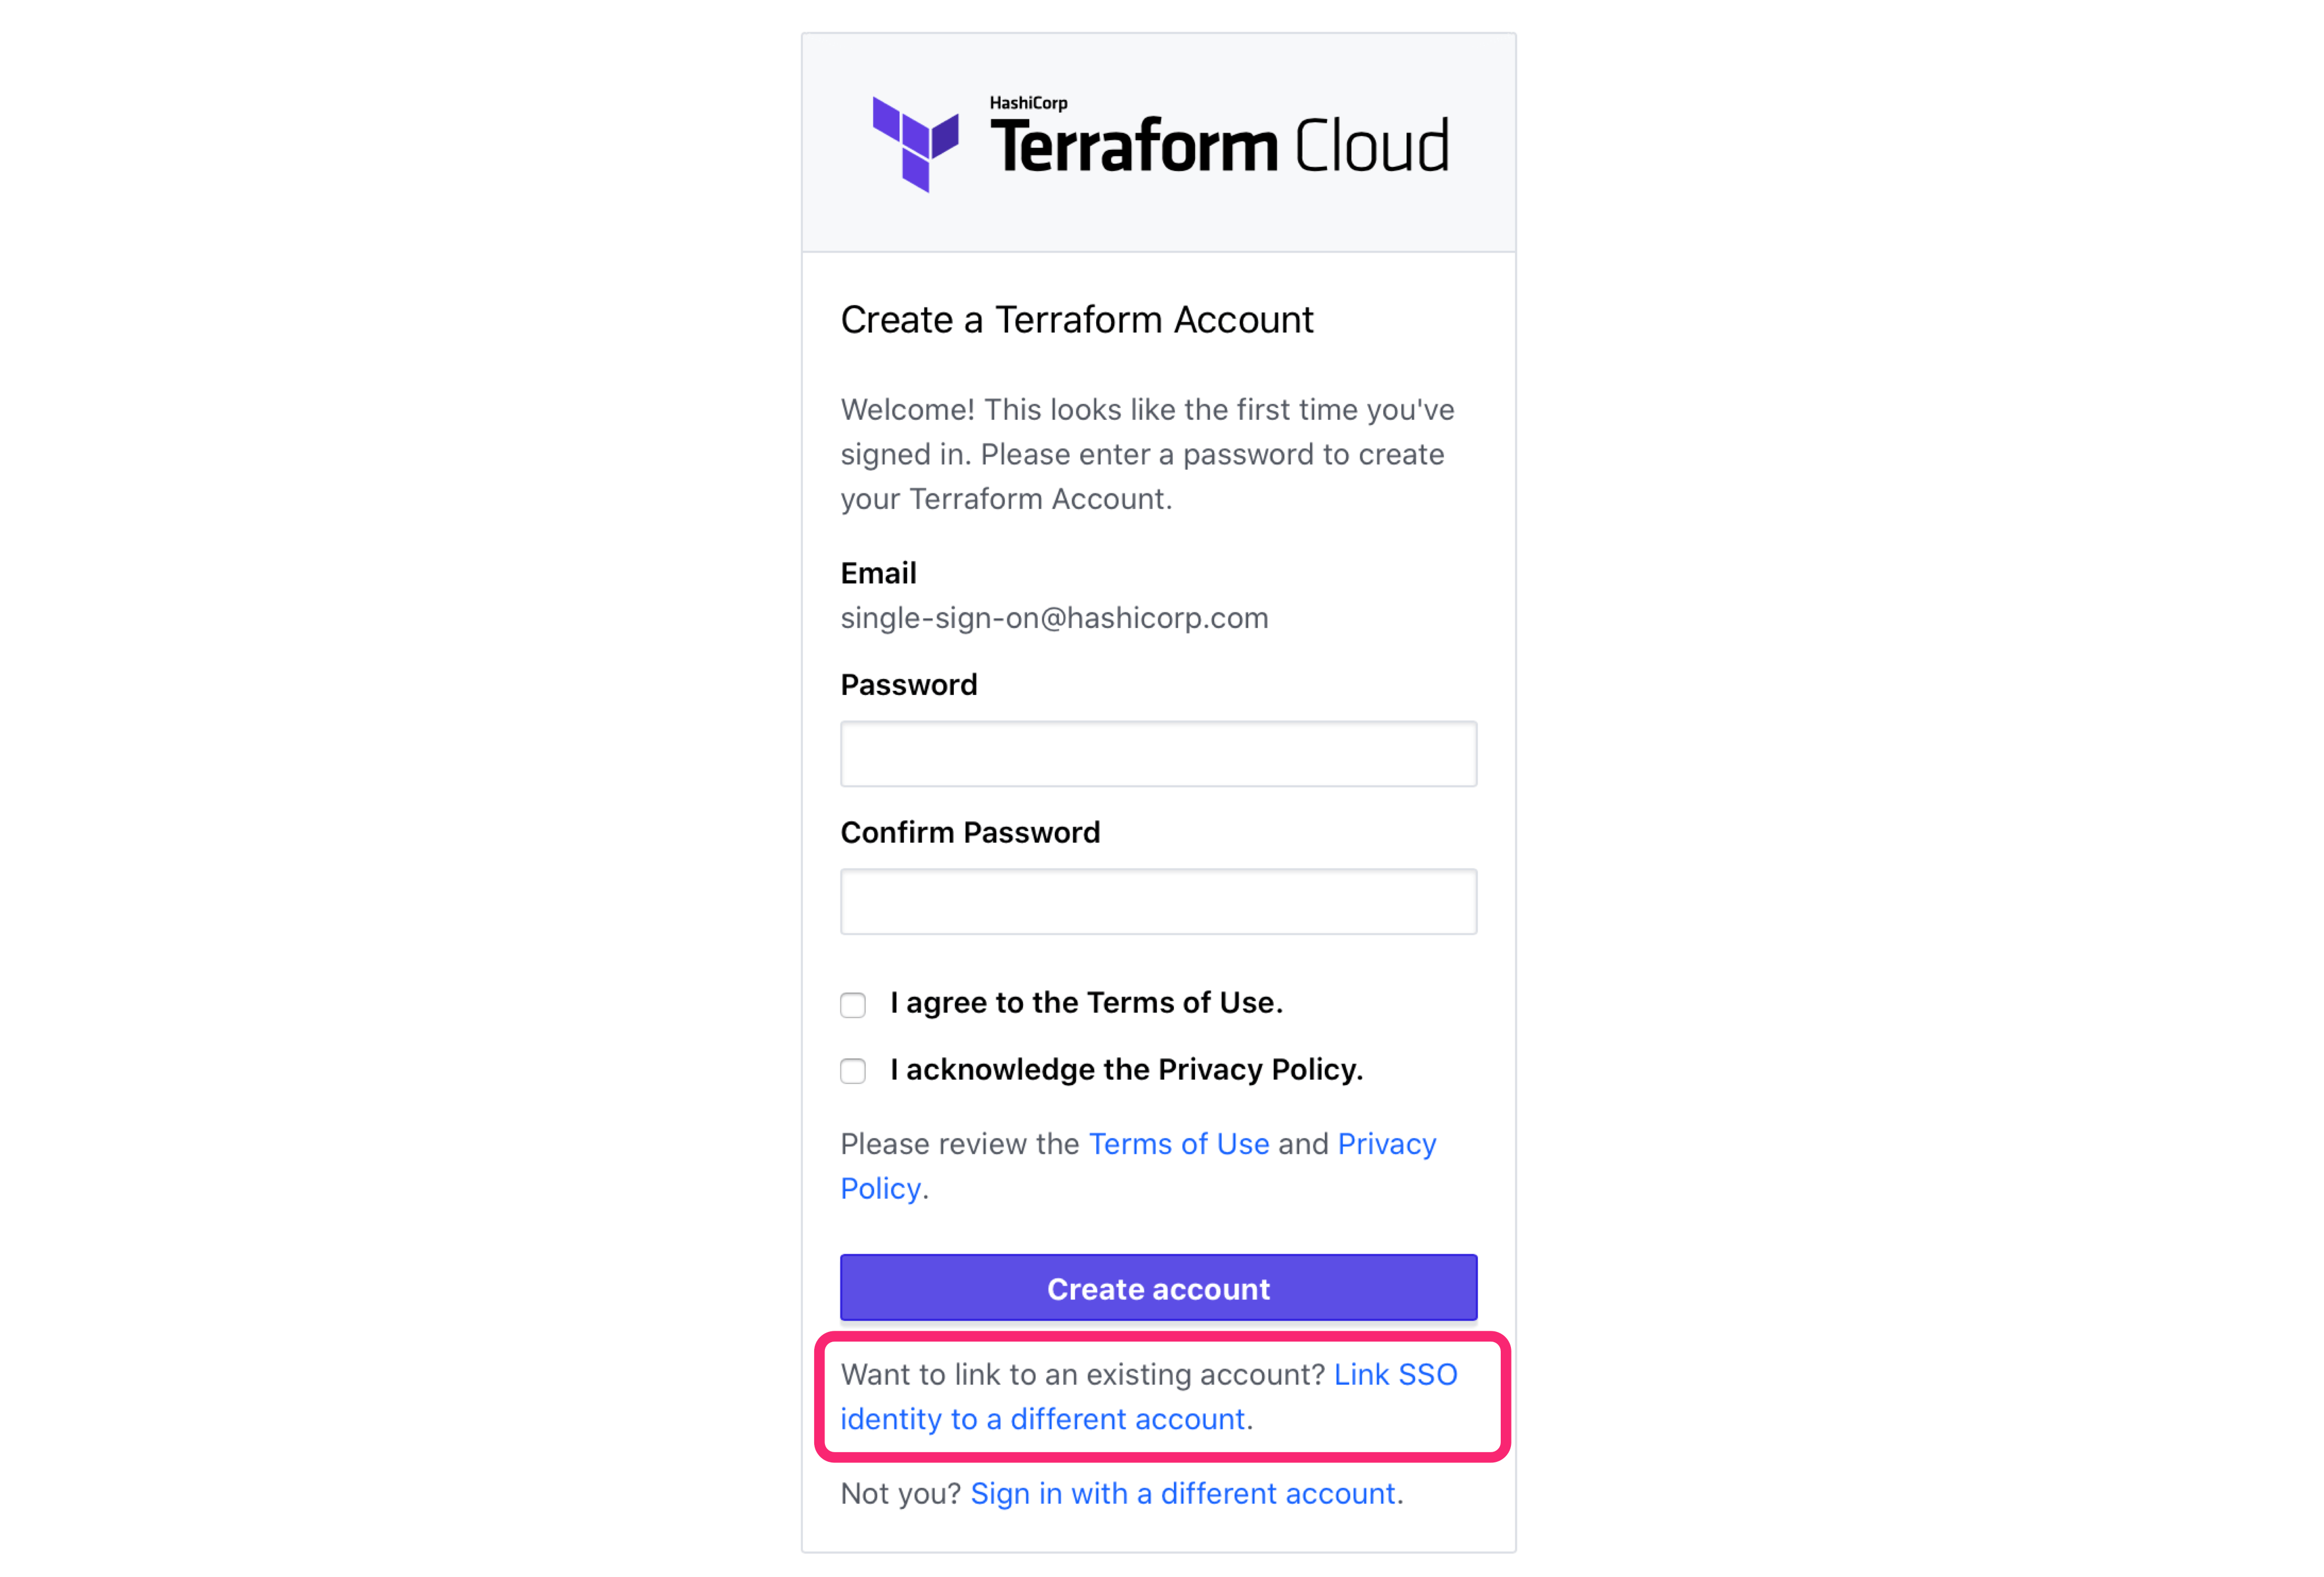 HashiCorp
Terraform Cloud
Create a Terraform Account
Welcome! This looks like the first time you've
signed in. Please enter a password to create
your Terraform Account.
Email
single-sign-on@hashicorp.com
Password
Confirm Password
I agree to the Terms of Use.
I acknowledge the Privacy Policy.
Please review the Terms of Use and Privacy
Policy.
Create account
Want to link to an existing account? Link SSO
identity to a different account.
Not you? Sign in with a different account.